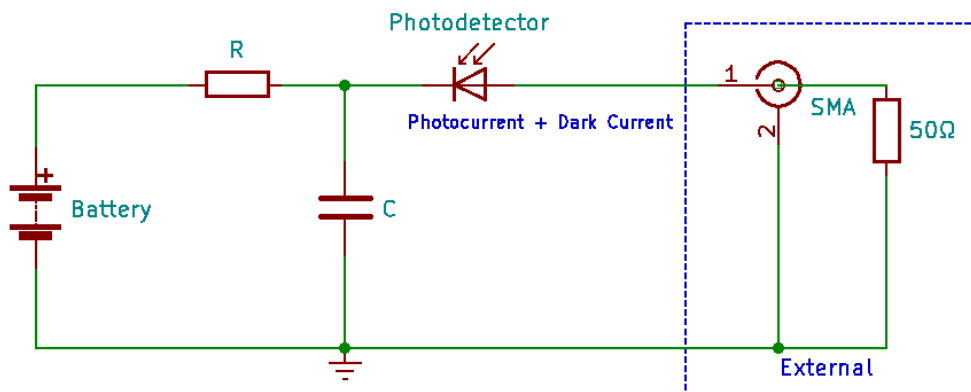 Photodetector
R
1
SMA
50Ω
Photocurrent + Dark Current
2
+
Battery
C
External